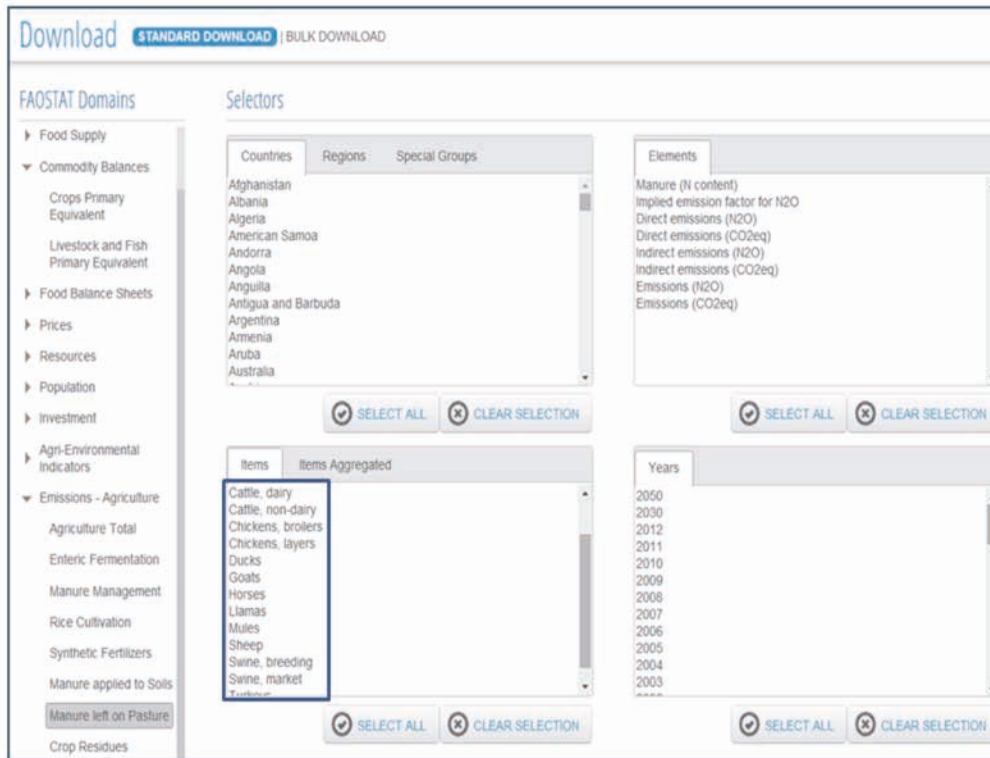 Download STANDARD DOWNLOAD | BULK DOWNLOAD
FAOSTAT Domains
Food Supply
Commodity Balances
Crops Primary
Equivalent
Livestock and Fish
Primary Equivalent
Food Balance Sheets
Prices
Resources
Population
Investment
Agri-Environmental
Indicators
Emissions - Agriculture
Agriculture Total
Enteric Fermentation
Manure Management
Rice Cultivation
Synthetic Fertilizers
Manure applied to Soils
Manure left on Pasture
Crop Residues
Selectors
Countries Regions Special Groups
Afghanistan
Albania
Algeria
American Samoa
Andorra
Angola
Anguilla
Antigua and Barbuda
Argentina
Armenia
Aruba
Australia
SELECT ALL CLEAR SELECTION
Elements
Manure (N content)
Implied emission factor for N2O
Direct emissions (N2O)
Direct emissions (CO2eq)
Indirect emissions (N2O)
Indirect emissions (CO2eq)
Emissions (N2O)
Emissions (CO2eq)
SELECT ALL CLEAR SELECTION
Items Items Aggregated
Cattle, dairy
Cattle, non-dairy
Chickens, broilers
Chickens, layers
Ducks
Goats
Horses
Llamas
Mules
Sheep
Swine, breeding
Swine, market
Turkeys
SELECT ALL CLEAR SELECTION
Years
2050
2030
2012
2011
2010
2009
2008
2007
2006
2005
2004
2003
SELECT ALL CLEAR SELECTION